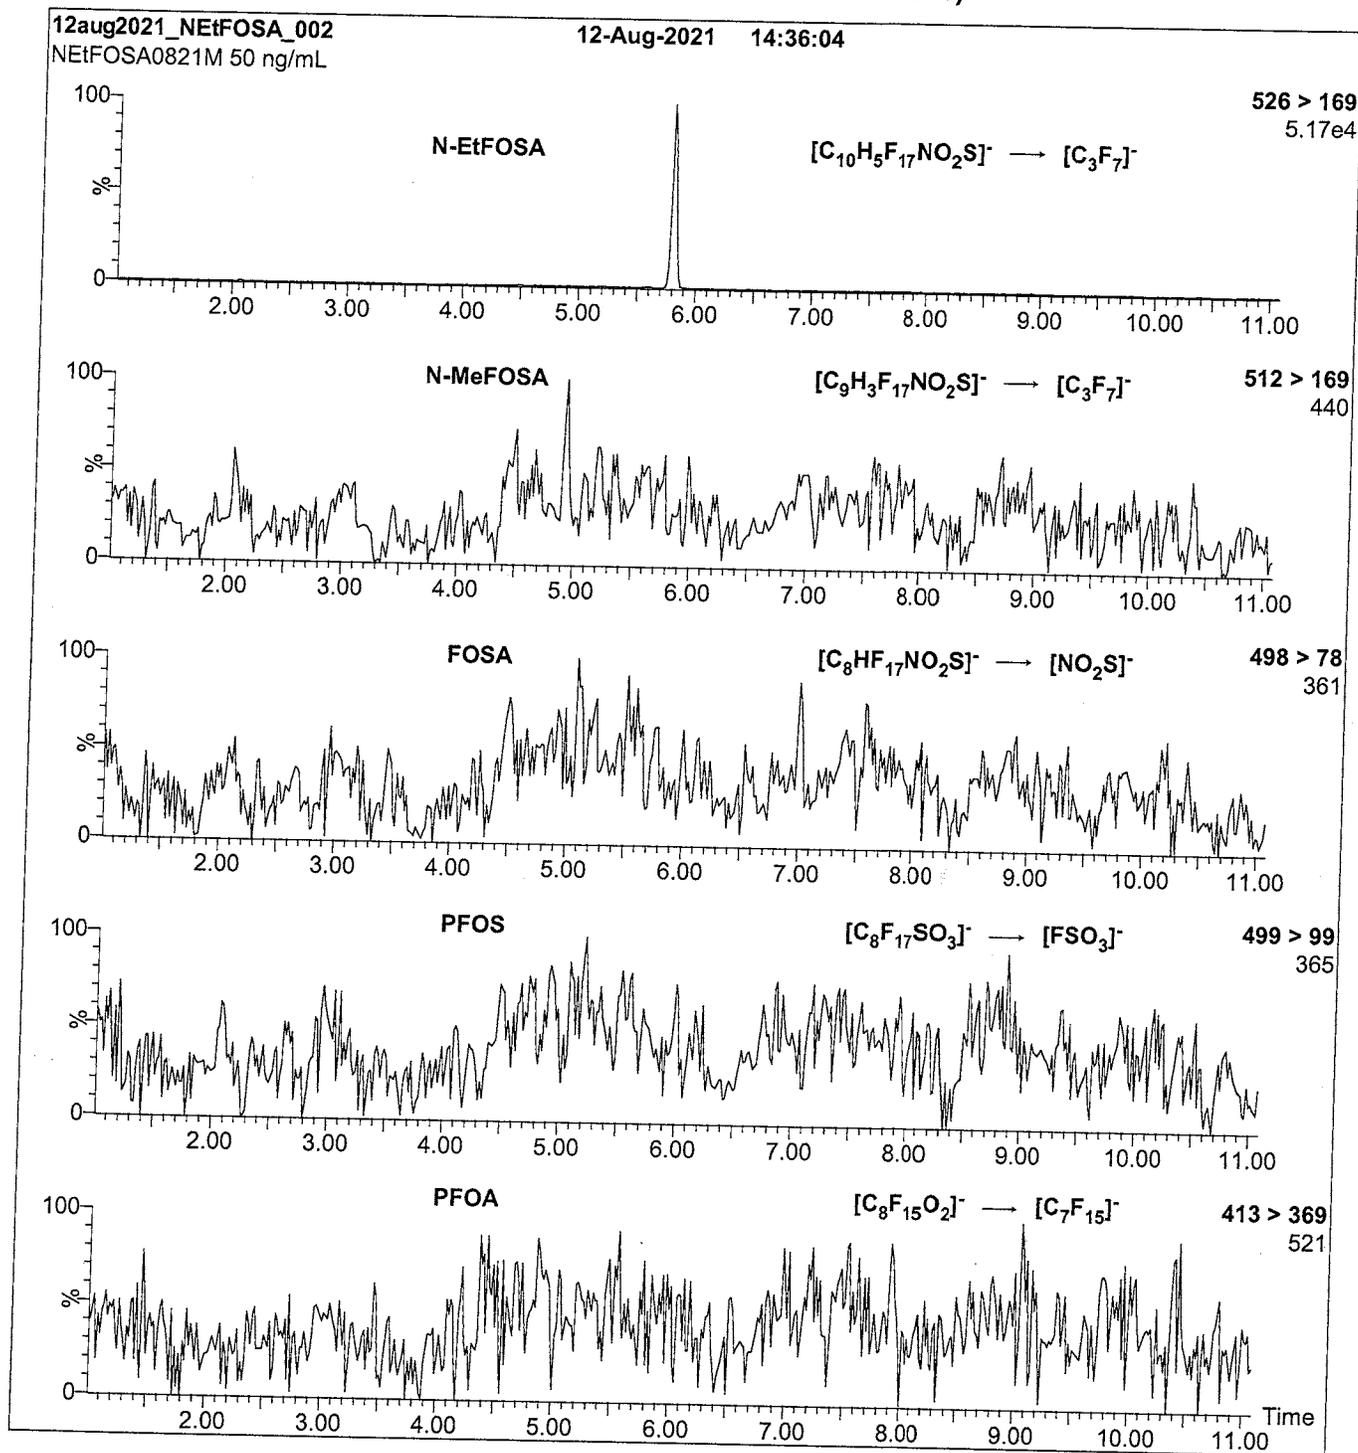 12aug2021_NEtFOSA_002 12-Aug-2021 14:36:04
NEtFOSA0821M 50 ng/mL
526 > 169
5.17e4
N-EtFOSA [C₁₀H₅F₁₇NO₂S]⁻ → [C₃F₇]⁻
100
%
0
2.00 3.00 4.00 5.00 6.00 7.00 8.00 9.00 10.00 11.00
N-MeFOSA [C₉H₃F₁₇NO₂S]⁻ → [C₃F₇]⁻ 512 > 169
440
100
%
0
2.00 3.00 4.00 5.00 6.00 7.00 8.00 9.00 10.00 11.00
FOSA [C₈HF₁₇NO₂S]⁻ → [NO₂S]⁻ 498 > 78
361
100
%
0
2.00 3.00 4.00 5.00 6.00 7.00 8.00 9.00 10.00 11.00
PFOS [C₈F₁₇SO₃]⁻ → [FSO₃]⁻ 499 > 99
365
100
%
0
2.00 3.00 4.00 5.00 6.00 7.00 8.00 9.00 10.00 11.00
PFOA [C₈F₁₅O₂]⁻ → [C₇F₁₅]⁻ 413 > 369
521
100
%
0
2.00 3.00 4.00 5.00 6.00 7.00 8.00 9.00 10.00 11.00 Time